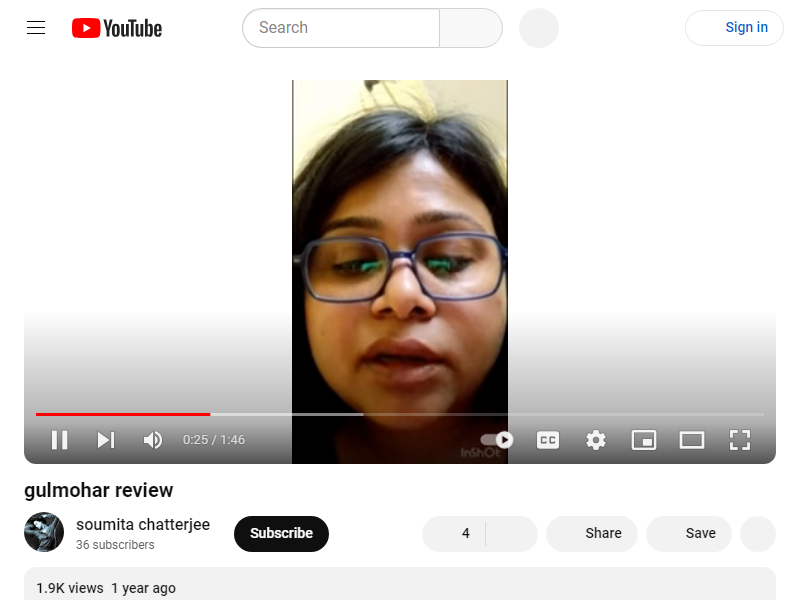 YouTube
Search
Sign in
0:25 / 1:46
CC
InShOt
gulmohar review
soumita chatterjee
36 subscribers
Subscribe
4
Share
Save
1.9K views 1 year ago